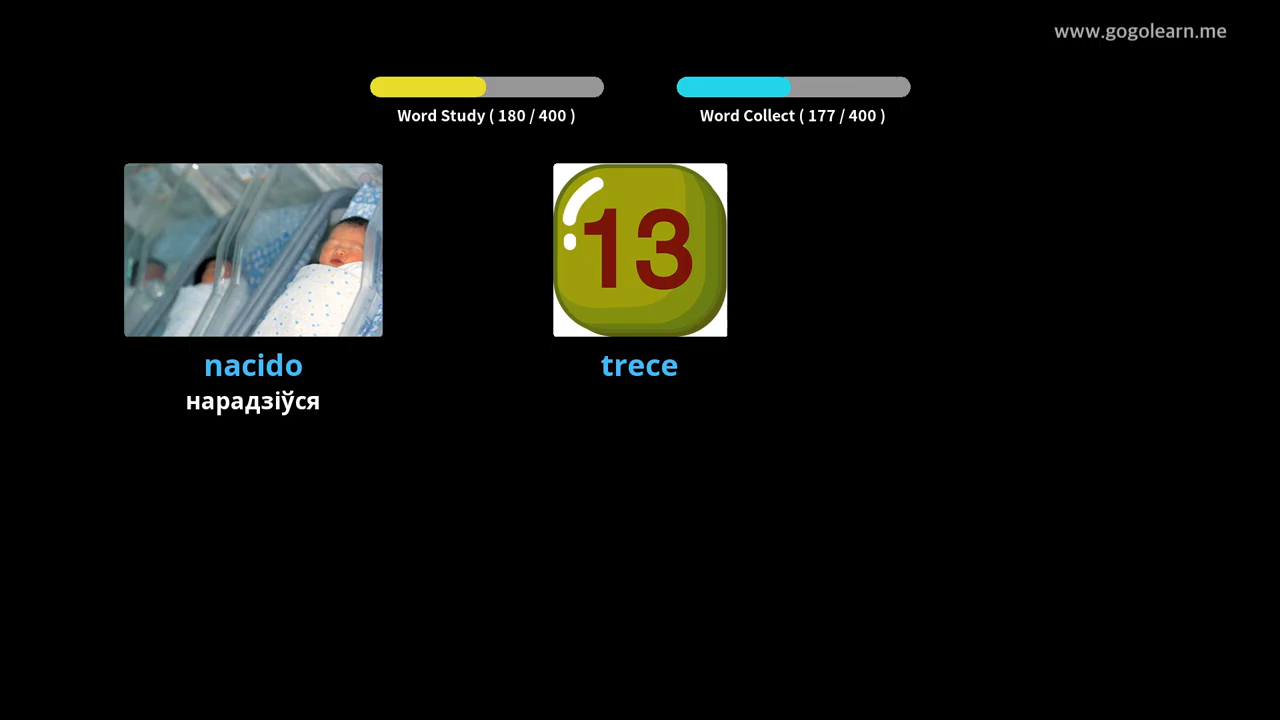 www.gogolearn.me
Word Study ( 180 / 400 )
Word Collect ( 177 / 400 )
13
nacido
trece
нарадзіўся